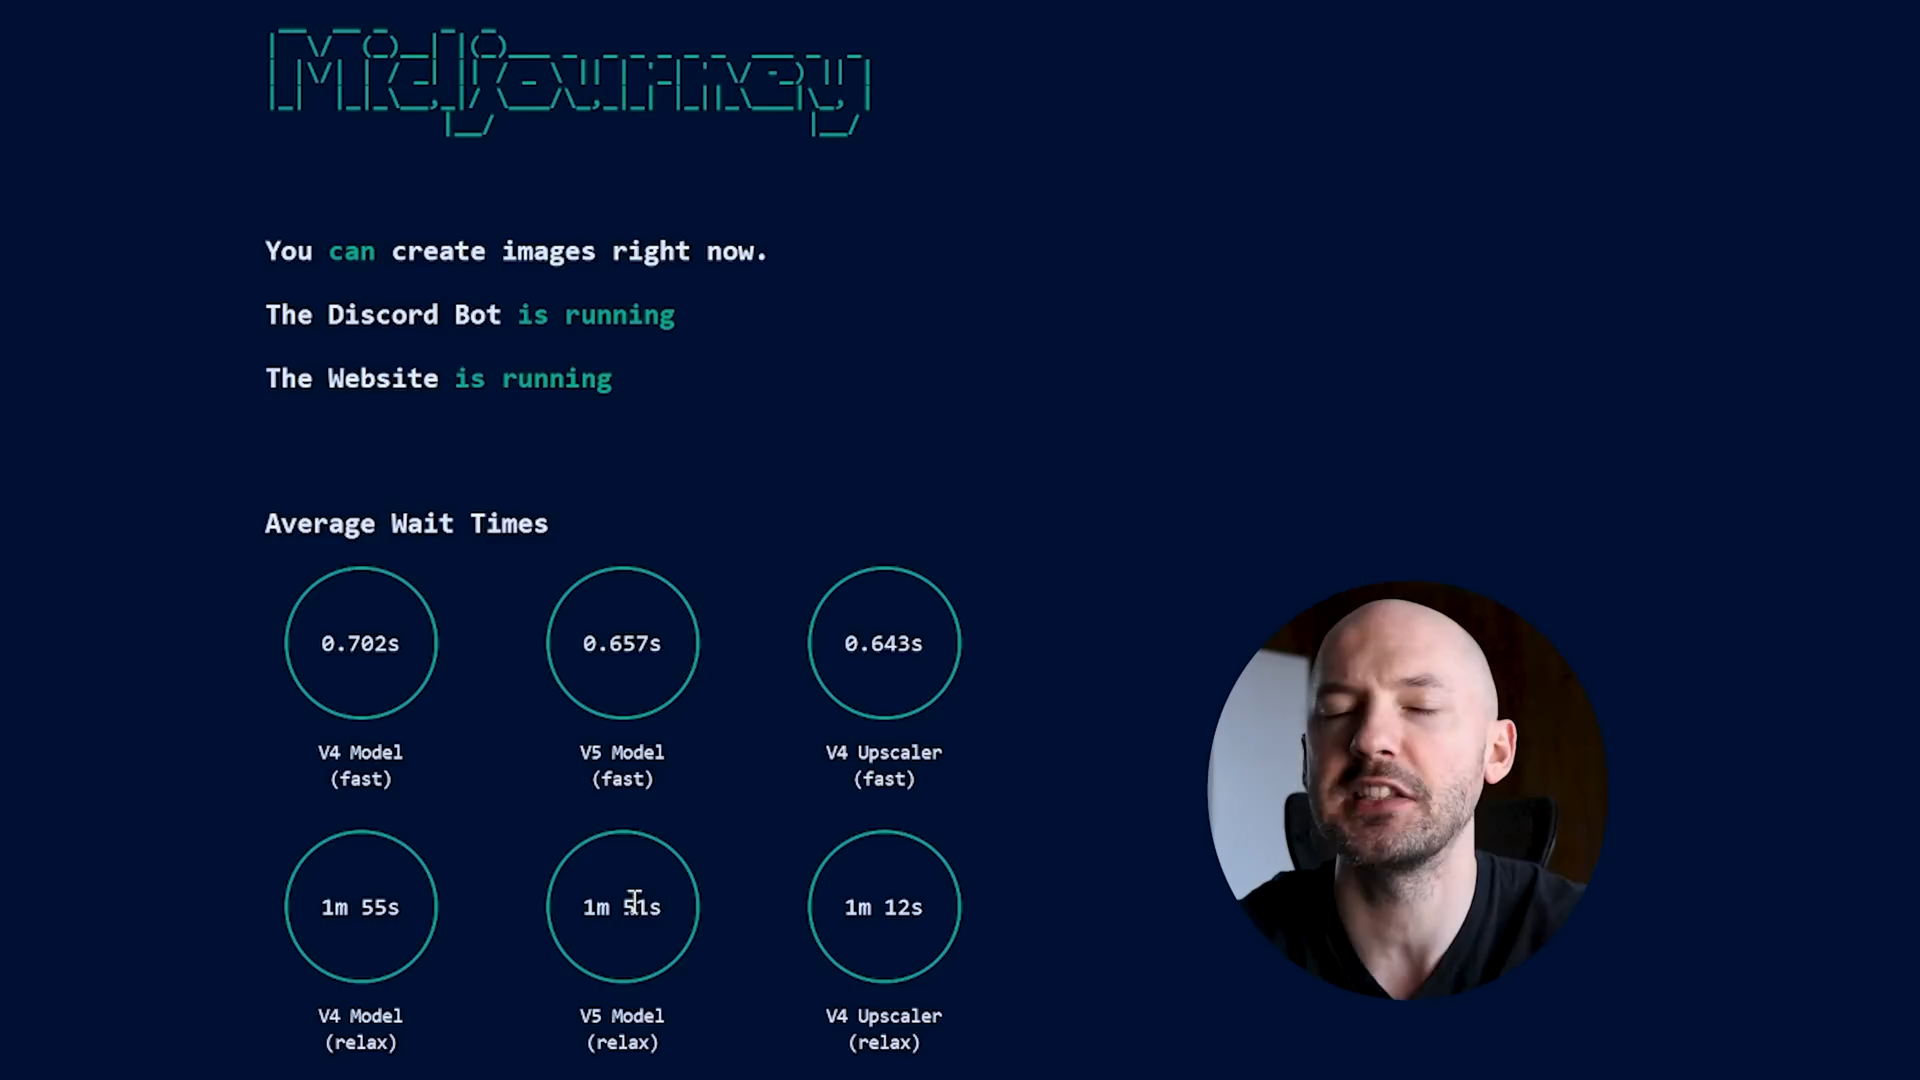 Midjourney
You can create images right now.
The Discord Bot is running
The Website is running
Average Wait Times
0.702s 0.657s 0.643s
V4 Model V5 Model V4 Upscaler
(fast) (fast) (fast)
1m 55s 1m 51s 1m 12s
V4 Model V5 Model V4 Upscaler
(relax) (relax) (relax)